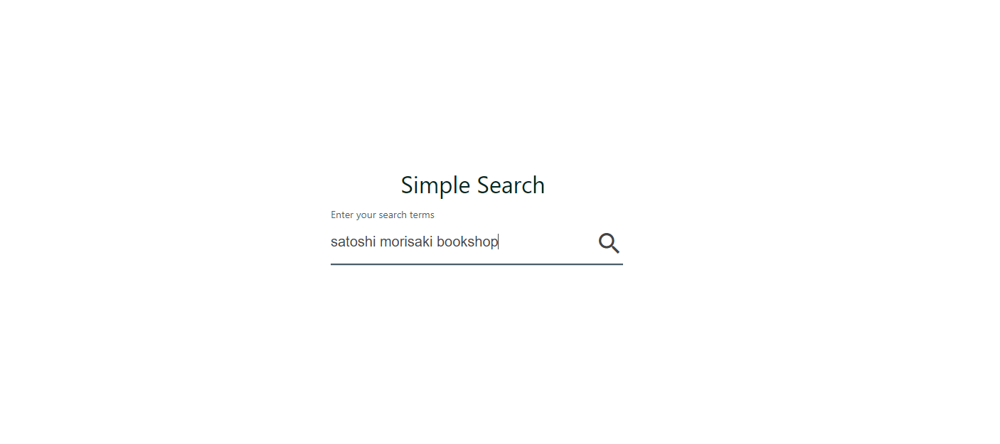 Simple Search
Enter your search terms
satoshi morisaki bookshop